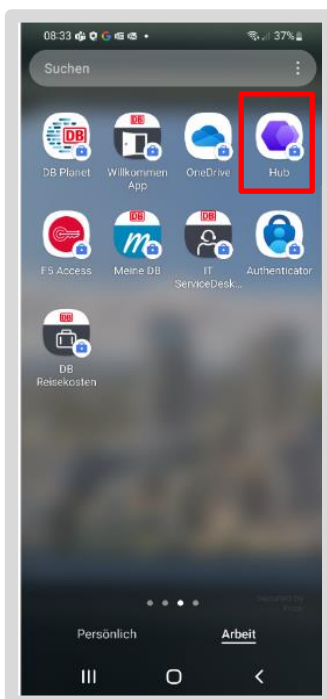 08:33
37%
Suchen
DB
DB
DB Planet
Willkommen
App
OneDrive
Hub
DB
DB
F5 Access
Meine DB
IT
ServiceDesk...
Authenticator
DB
DB
Reisekosten
Persönlich
Arbeit